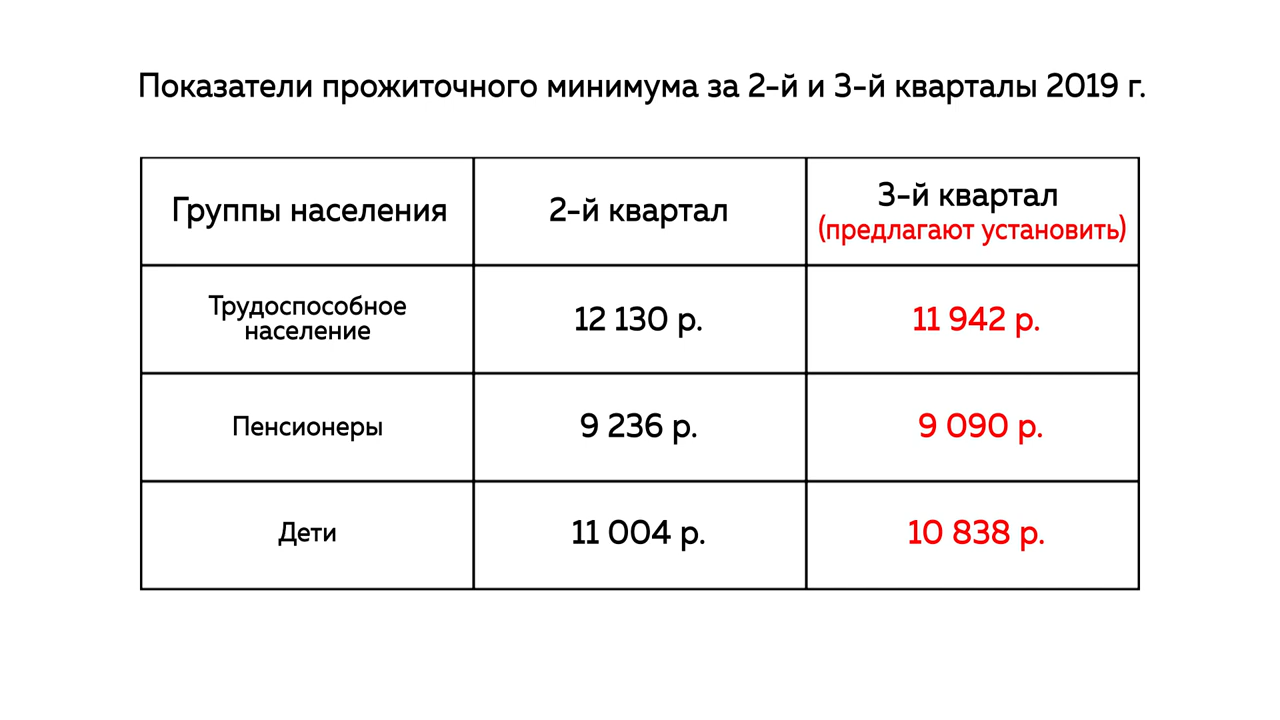 Показатели прожиточного минимума за 2-й и 3-й кварталы 2019 г.
Группы населения
2-й квартал
3-й квартал
(предлагают установить)
Трудоспособное
население
12 130 р.
11 942 р.
Пенсионеры
9 236 р.
9 090 р.
Дети
11 004 р.
10 838 р.